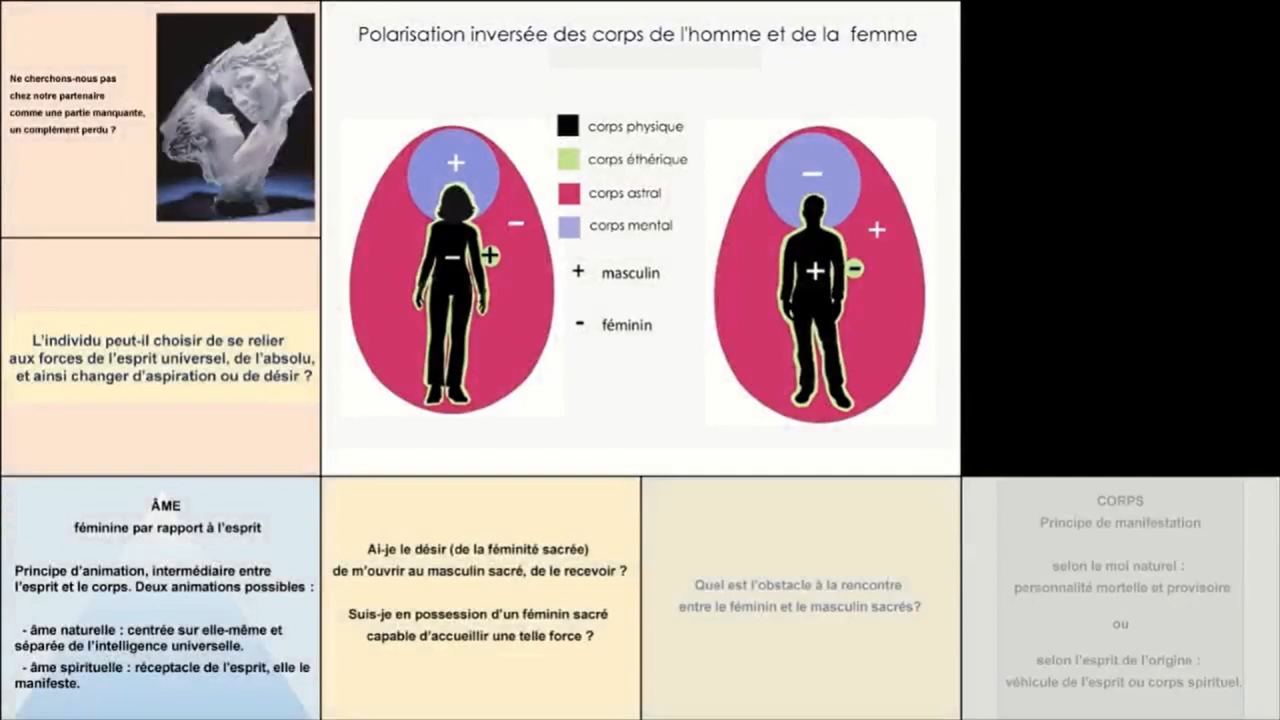 Ne cherchons-nous pas
chez notre partenaire
comme une partie manquante,
un complément perdu ?
Polarisation inversée des corps de l'homme et de la femme
corps physique
corps éthérique
corps astral
corps mental
+ masculin
- féminin
+
-
-
+
-
+
+
-
L'individu peut-il choisir de se relier
aux forces de l'esprit universel, de l'absolu,
et ainsi changer d'aspiration ou de désir ?
ÂME
féminine par rapport à l'esprit
Principe d'animation, intermédiaire entre
l'esprit et le corps. Deux animations possibles :
- âme naturelle : centrée sur elle-même et
séparée de l'intelligence universelle.
- âme spirituelle : réceptacle de l'esprit, elle le
manifeste.
Ai-je le désir (de la féminité sacrée)
de m'ouvrir au masculin sacré, de le recevoir ?
Suis-je en possession d'un féminin sacré
capable d'accueillir une telle force ?
Quel est l'obstacle à la rencontre
entre le féminin et le masculin sacrés?
CORPS
Principe de manifestation
selon le moi naturel :
personnalité mortelle et provisoire
ou
selon l'esprit de l'origine :
véhicule de l'esprit ou corps spirituel.